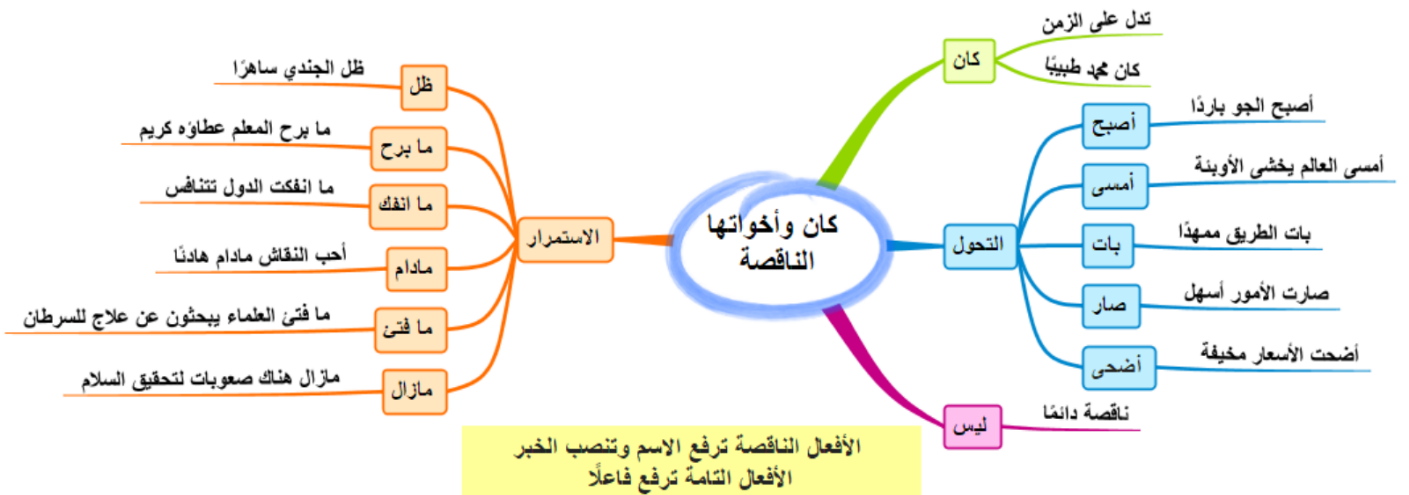 كان وأخواتها
الناقصة
كان
تدل على الزمن
كان محمد طبيبًا
التحول
أصبح
أصبح الجو باردًا
أمسى
أمسى العالم يخشى الأوبئة
بات
بات الطريق ممهدًا
صار
صارت الأمور أسهل
أضحى
أضحت الأسعار مخيفة
ليس
ناقصة دائمًا
الاستمرار
ظل
ظل الجندي ساهرًا
ما برح
ما برح المعلم عطاؤه كريم
ما انفك
ما انفكت الدول تتنافس
مادام
أحب النقاش مادام هادئًا
ما فتئ
ما فتئ العلماء يبحثون عن علاج للسرطان
مازال
مازال هناك صعوبات لتحقيق السلام
الأفعال الناقصة ترفع الاسم وتنصب الخبر
الأفعال التامة ترفع فاعلًا